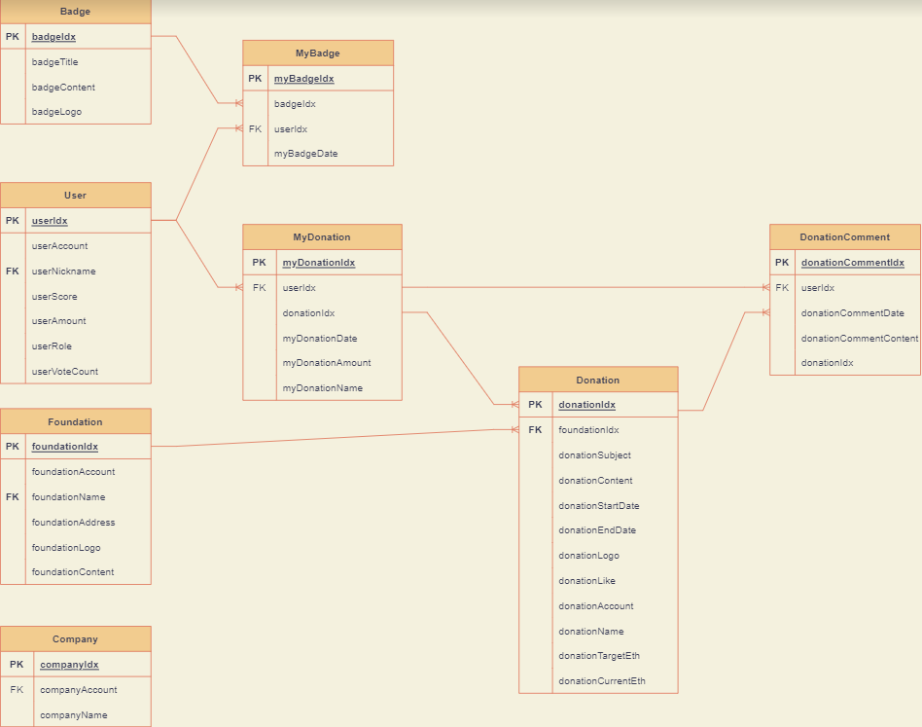 Badge
PK badgeIdx
badgeTitle
badgeContent
badgeLogo
MyBadge
PK myBadgeIdx
badgeIdx
FK userIdx
myBadgeDate
User
PK userIdx
userAccount
FK userNickname
userScore
userAmount
userRole
userVoteCount
MyDonation
PK myDonationIdx
FK userIdx
donationIdx
myDonationDate
myDonationAmount
myDonationName
DonationComment
PK donationCommentIdx
FK userIdx
donationCommentDate
donationCommentContent
donationIdx
Donation
PK donationIdx
FK foundationIdx
donationSubject
donationContent
donationStartDate
donationEndDate
donationLogo
donationLike
donationAccount
donationName
donationTargetEth
donationCurrentEth
Foundation
PK foundationIdx
foundationAccount
FK foundationName
foundationAddress
foundationLogo
foundationContent
Company
PK companyIdx
FK companyAccount
companyName